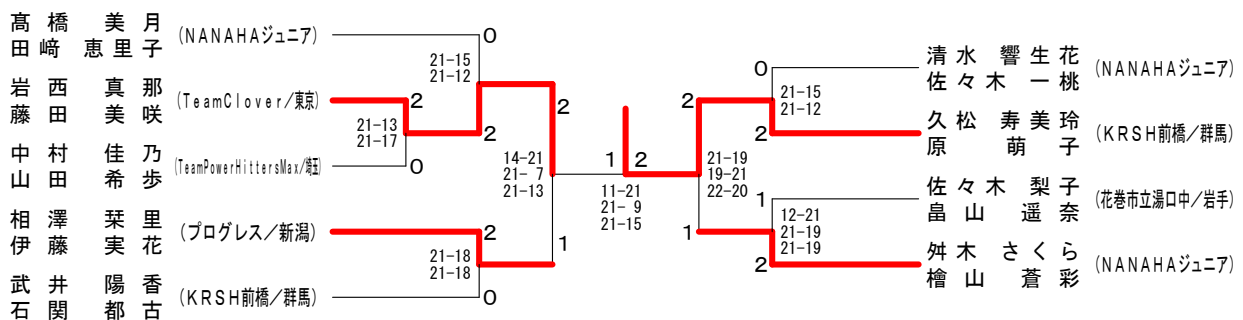 髙橋 美月
田﨑 恵里子
(NANAHAジュニア)
0
21-15
21-12
岩西 真那
藤田 美咲
(TeamClover/東京)
2
21-13
21-17
2
中村 佳乃
山田 希歩
(TeamPowerHittersMax/埼玉)
0
2
14-21
21- 7
21-13
相澤 栞里
伊藤 実花
(プログレス/新潟)
2
21-18
21-18
1
武井 陽香
石関 都古
(KRSH前橋/群馬)
0
1
2
11-21
21- 9
21-15
清水 響生花
佐々木 一桃
(NANAHAジュニア)
0
21-15
21-12
2
久松 寿美玲
原 萌子
(KRSH前橋/群馬)
2
21-19
19-21
22-20
佐々木 梨子
畠山 遥奈
(花巻市立湯口中/岩手)
1
12-21
21-19
21-19
1
舛木 さくら
檜山 蒼彩
(NANAHAジュニア)
2